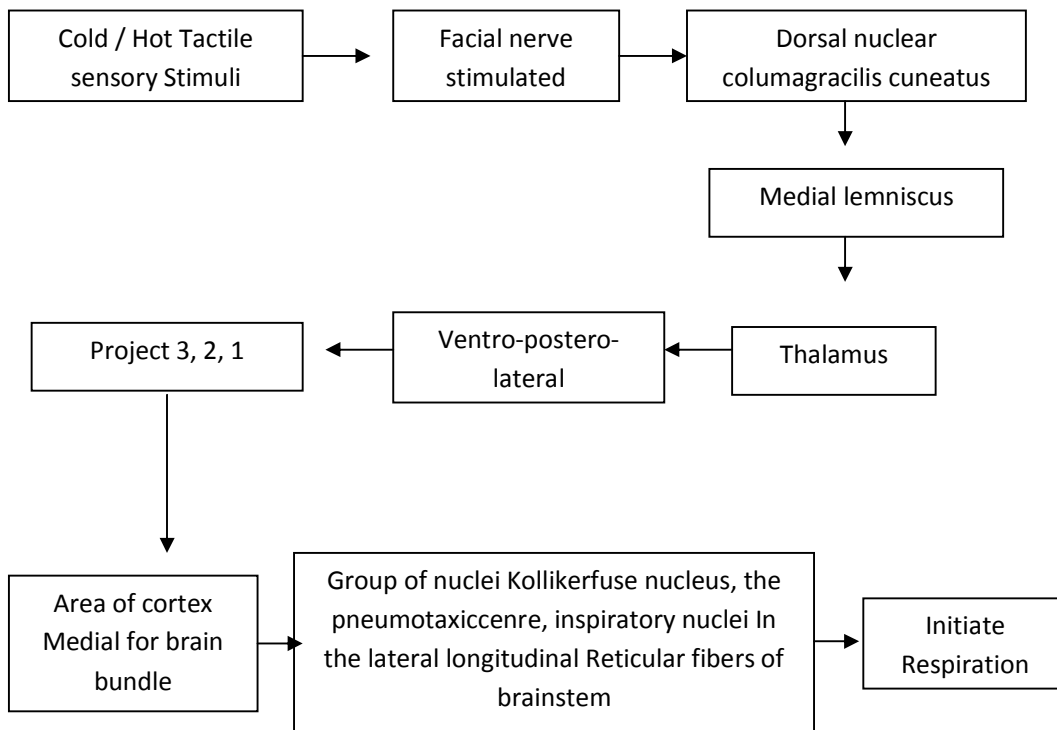 Cold / Hot Tactile
sensory Stimuli
Facial nerve
stimulated
Dorsal nuclear
columagracilis cuneatus
Medial lemniscus
Thalamus
Ventro-postero-
lateral
Project 3, 2, 1
Area of cortex
Medial for brain
bundle
Group of nuclei Kollikerfuse nucleus, the
pneumotaxiccenre, inspiratory nuclei In
the lateral longitudinal Reticular fibers of
brainstem
Initiate
Respiration